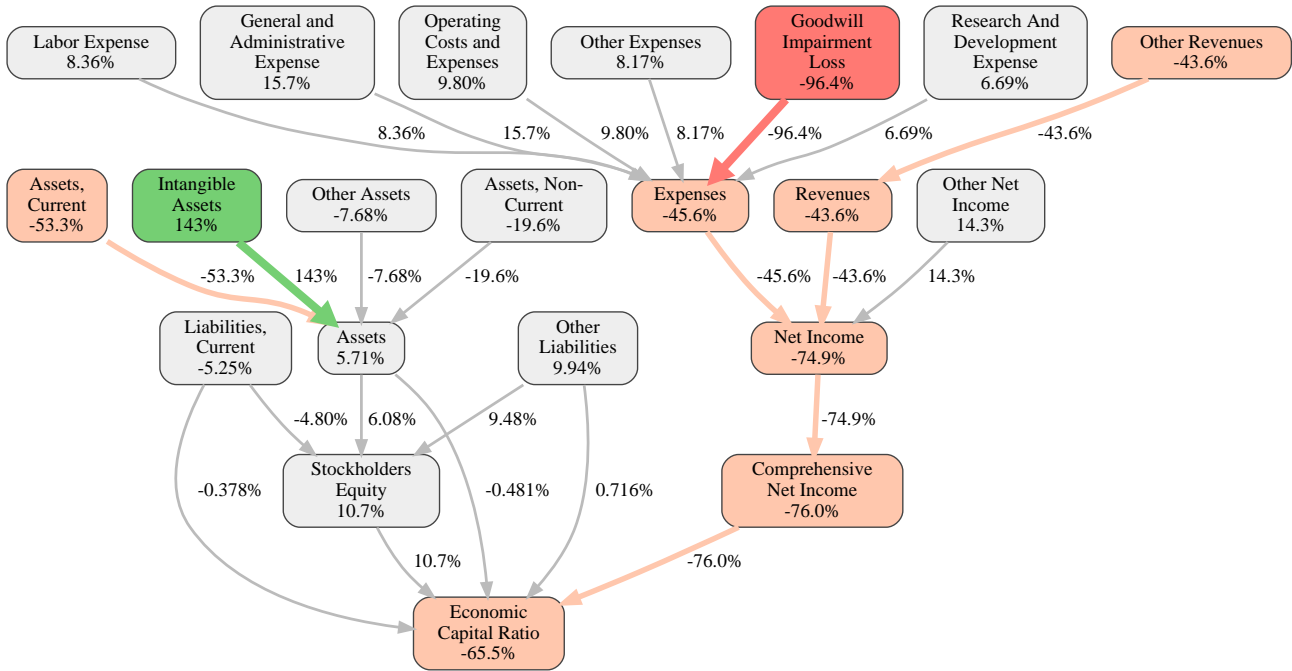 Labor Expense
8.36%
General and
Administrative
Expense
15.7%
Operating
Costs and
Expenses
9.80%
Other Expenses
8.17%
Goodwill
Impairment
Loss
-96.4%
Research And
Development
Expense
6.69%
Other Revenues
-43.6%
8.36%
15.7%
9.80%
8.17%
-96.4%
6.69%
-43.6%
Assets,
Current
-53.3%
Intangible
Assets
143%
Other Assets
-7.68%
Assets, Non-
Current
-19.6%
Expenses
-45.6%
Revenues
-43.6%
Other Net
Income
14.3%
-53.3%
143%
-7.68%
-19.6%
-45.6%
-43.6%
14.3%
Liabilities,
Current
-5.25%
Assets
5.71%
Other
Liabilities
9.94%
Net Income
-74.9%
-4.80%
6.08%
9.48%
-74.9%
Stockholders
Equity
10.7%
Comprehensive
Net Income
-76.0%
-0.378%
-0.481%
0.716%
10.7%
-76.0%
Economic
Capital Ratio
-65.5%